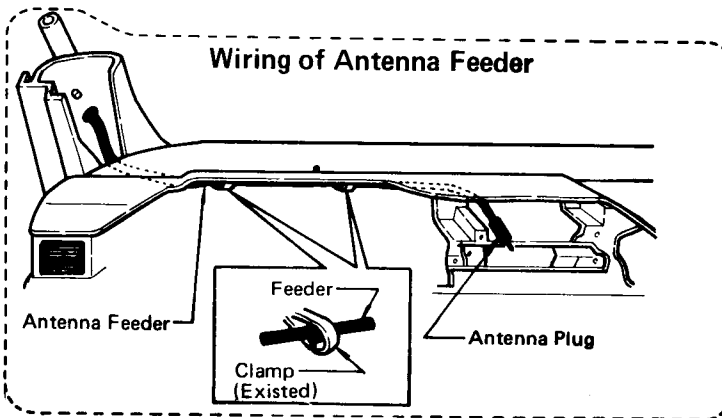 Wiring of Antenna Feeder
Feeder
Antenna Feeder
Antenna Plug
Clamp
(Existed)